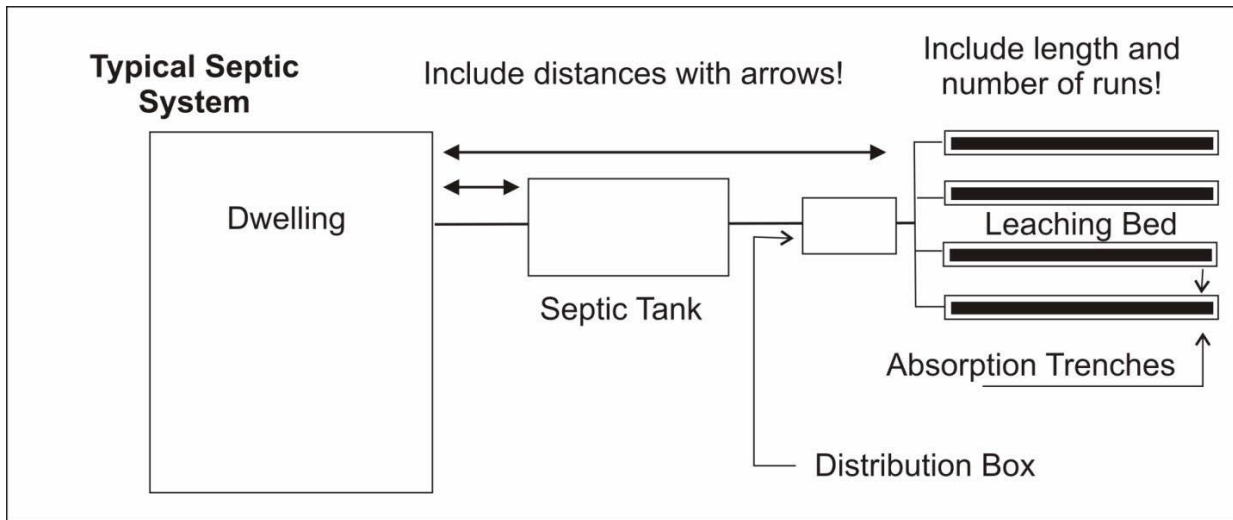 Typical Septic
System
Include distances with arrows!
Include length and
number of runs!
Dwelling
Septic Tank
Leaching Bed
Absorption Trenches
Distribution Box